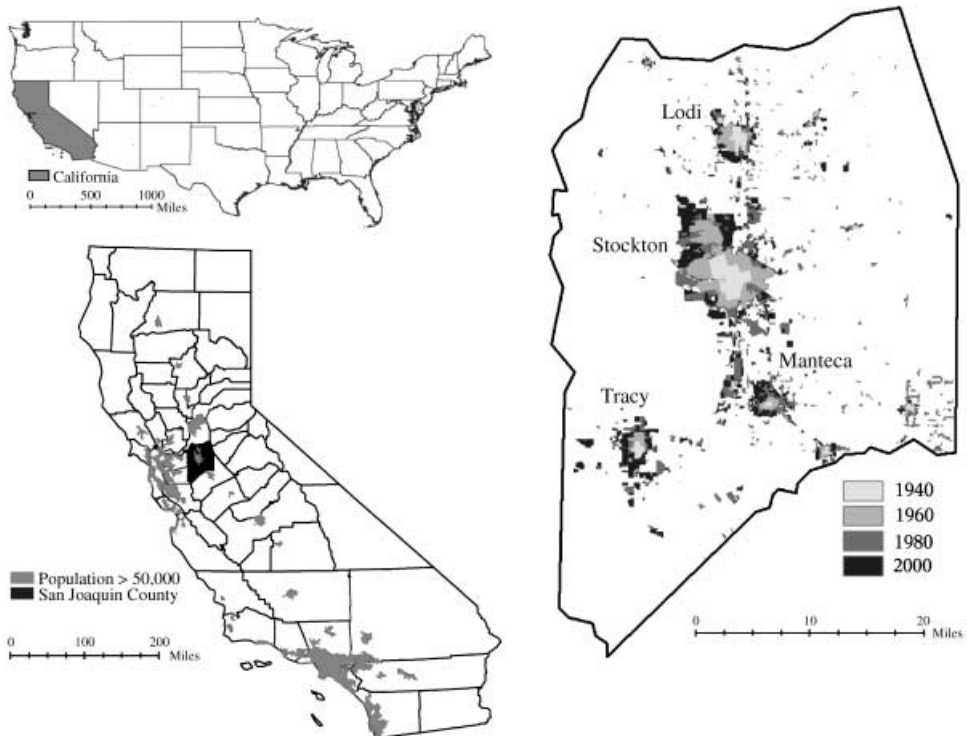 California
0 500 1000
Miles
Population > 50,000
San Joaquin County
0 100 200
Miles
Lodi
Stockton
Manteca
Tracy
1940
1960
1980
2000
0 10 20
Miles